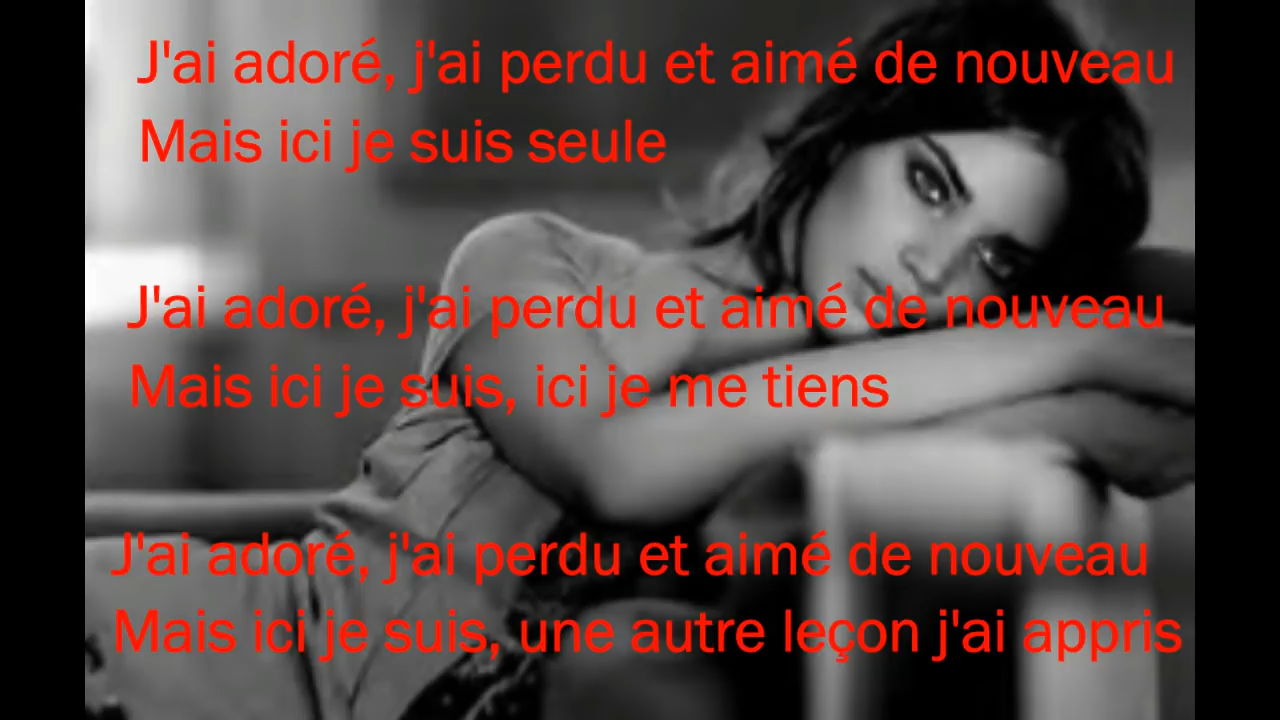 J'ai adoré, j'ai perdu et aimé de nouveau
Mais ici je suis seule
J'ai adoré, j'ai perdu et aimé de nouveau
Mais ici je suis, ici je me tiens
J'ai adoré, j'ai perdu et aimé de nouveau
Mais ici je suis, une autre leçon j'ai appris